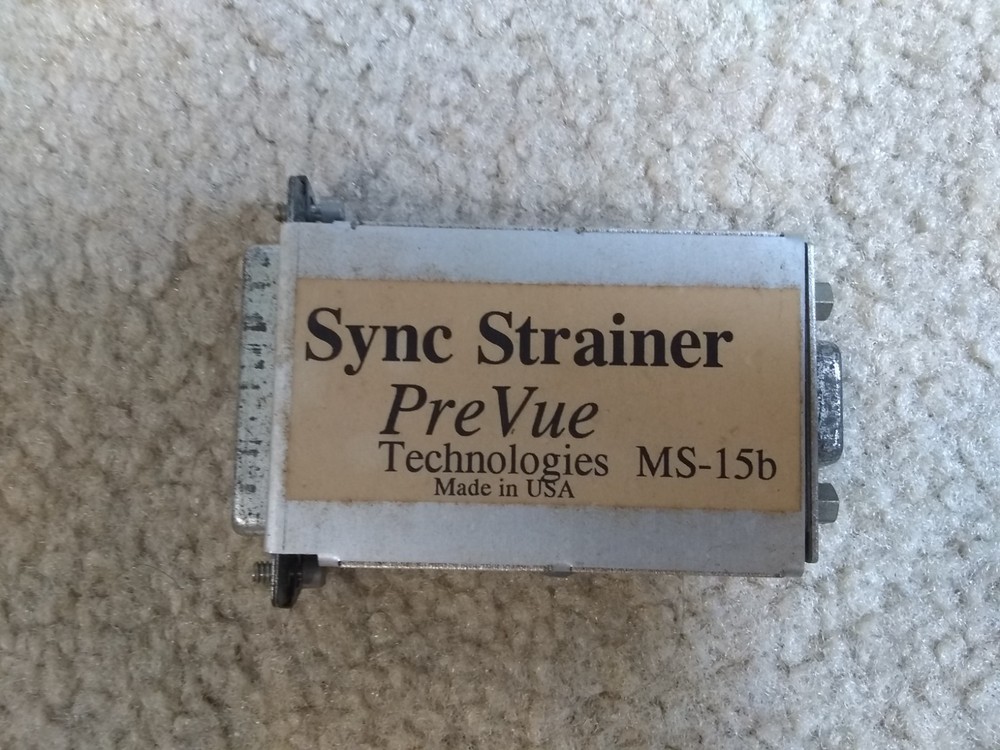 Sync Strainer
PreVue
Technologies MS-15b
Made in USA